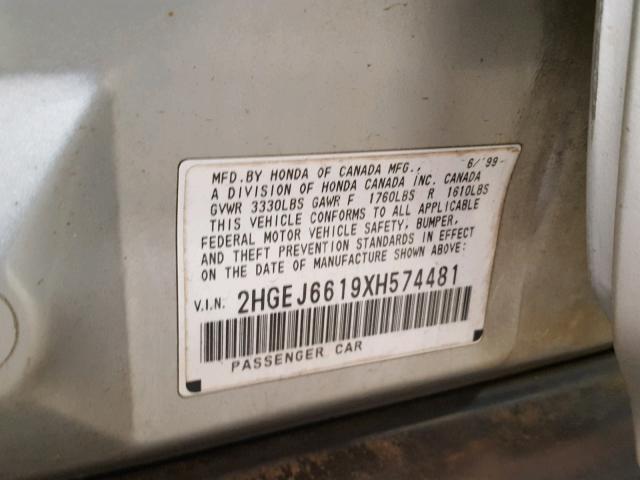 MFD. BY HONDA OF CANADA MFG., 6/'99
A DIVISION OF HONDA CANADA INC. CANADA
GVWR 3330LBS GAWR F 1760LBS R 1610LBS
THIS VEHICLE CONFORMS TO ALL APPLICABLE
FEDERAL MOTOR VEHICLE SAFETY, BUMPER,
AND THEFT PREVENTION STANDARDS IN EFFECT
ON THE DATE OF MANUFACTURE SHOWN ABOVE:
V.I.N. 2HGEJ6619XH574481
PASSENGER CAR